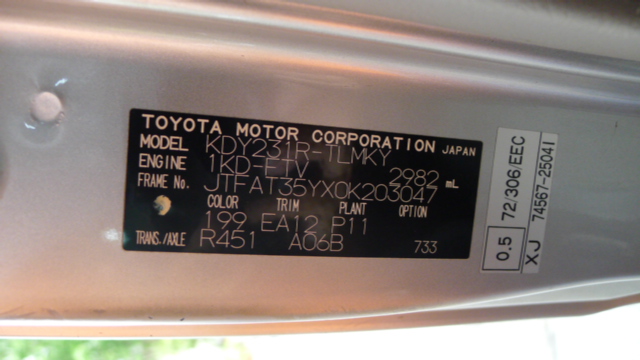 TOYOTA MOTOR CORPORATION JAPAN
MODEL KDY231R-TLMKY
ENGINE 1KD-FTV 2982 mL
FRAME No. JTFAT35YX0K203047
COLOR TRIM PLANT OPTION
199 EA12 P11
TRANS./AXLE R451 A06B 733
0.5 72/306/EEC
XJ 74567-25041